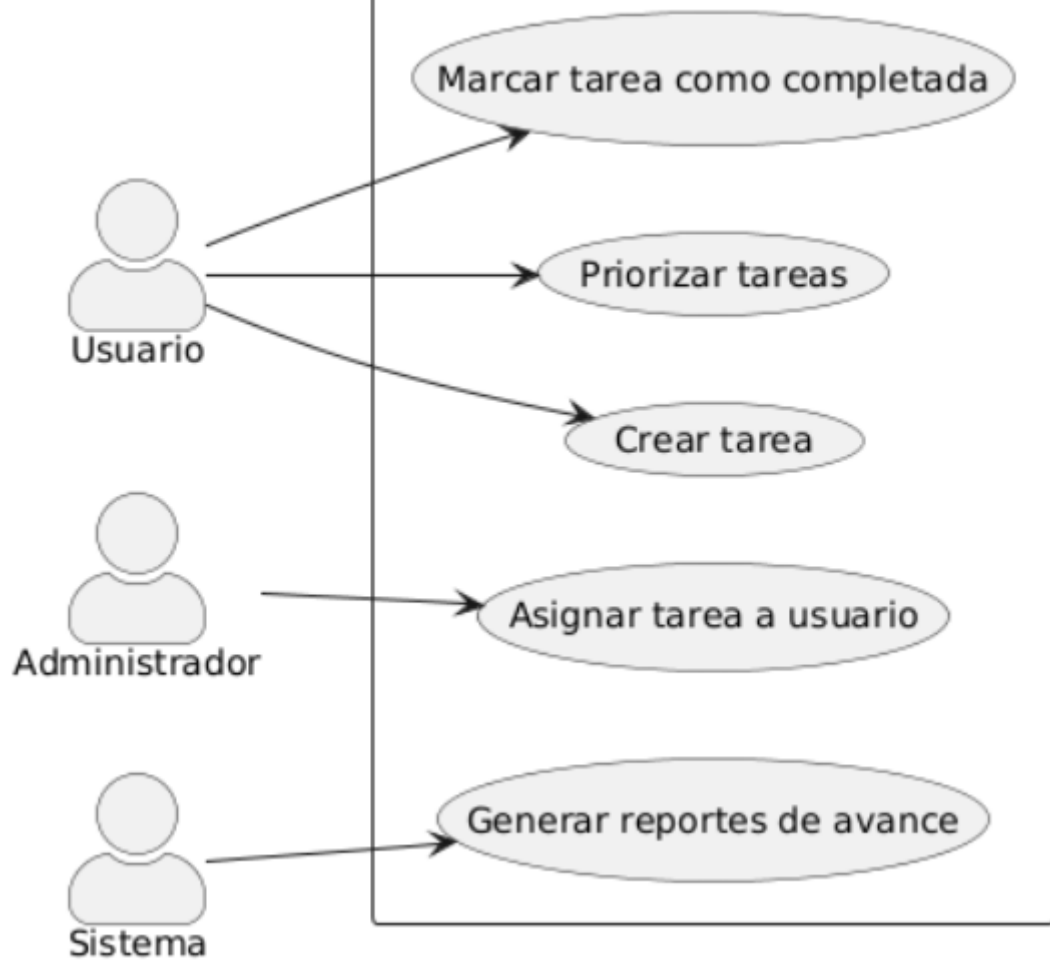 Marcar tarea como completada
Priorizar tareas
Usuario
Crear tarea
Asignar tarea a usuario
Administrador
Generar reportes de avance
Sistema